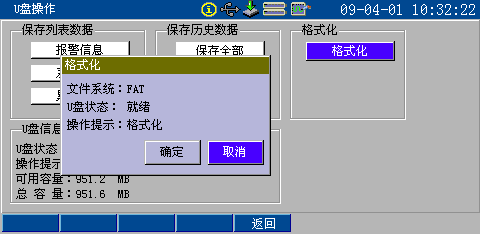 U盘操作
09-04-01 10:32:22
保存列表数据
保存历史数据
格式化
报警信息
保存全部
格式化
格式化
文件系统：FAT
U盘状态： 就绪
操作提示：格式化
确定
取消
U盘信息
U盘状态
操作提示
可用容量：951.2 MB
总 容 量：951.6 MB
返回